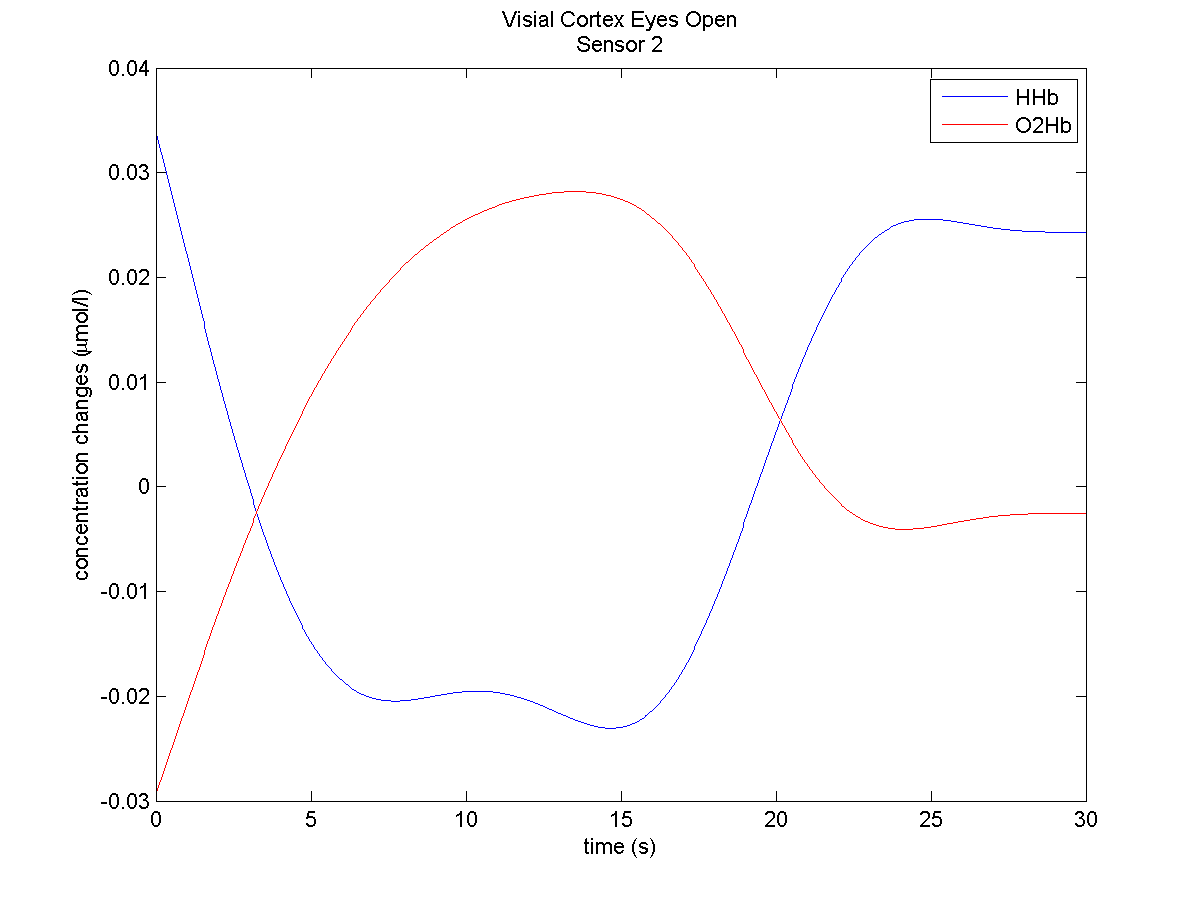 Visial Cortex Eyes Open
Sensor 2
HHb
O2Hb
0.04
0.03
0.02
0.01
0
-0.01
-0.02
-0.03
concentration changes (μmol/l)
0 5 10 15 20 25 30
time (s)